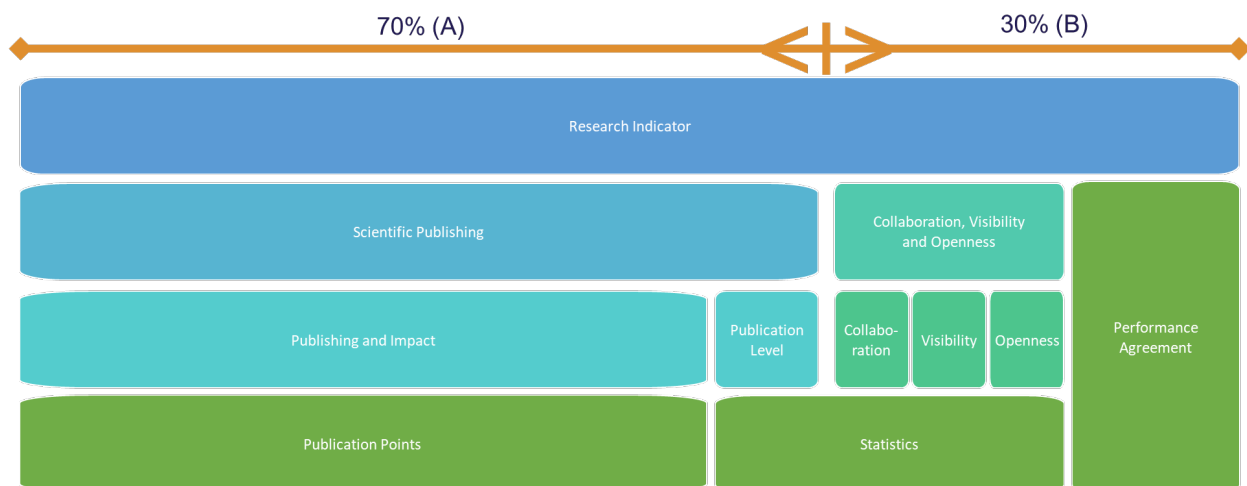 70% (A)
30% (B)
Research Indicator
Scientific Publishing
Collaboration, Visibility
and Openness
Publishing and Impact
Publication
Level
Collabo-
ration
Visibility
Openness
Performance
Agreement
Publication Points
Statistics